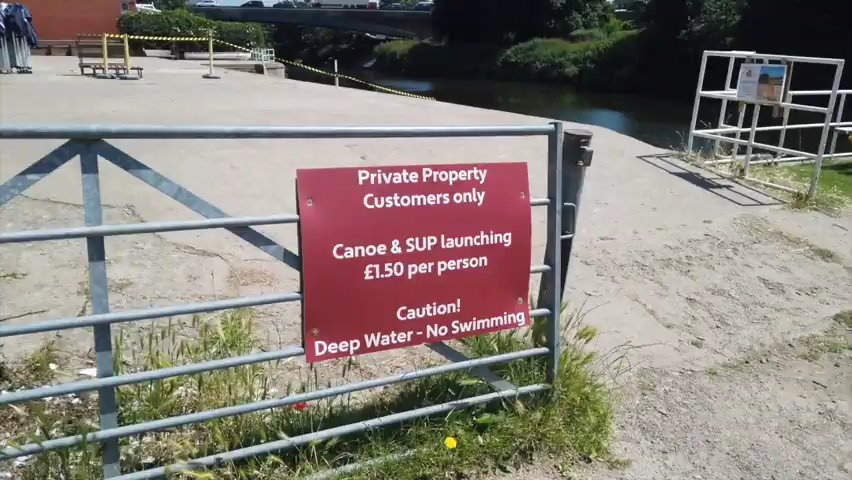 Private Property
Customers only
Canoe & SUP launching
£1.50 per person
Caution!
Deep Water - No Swimming